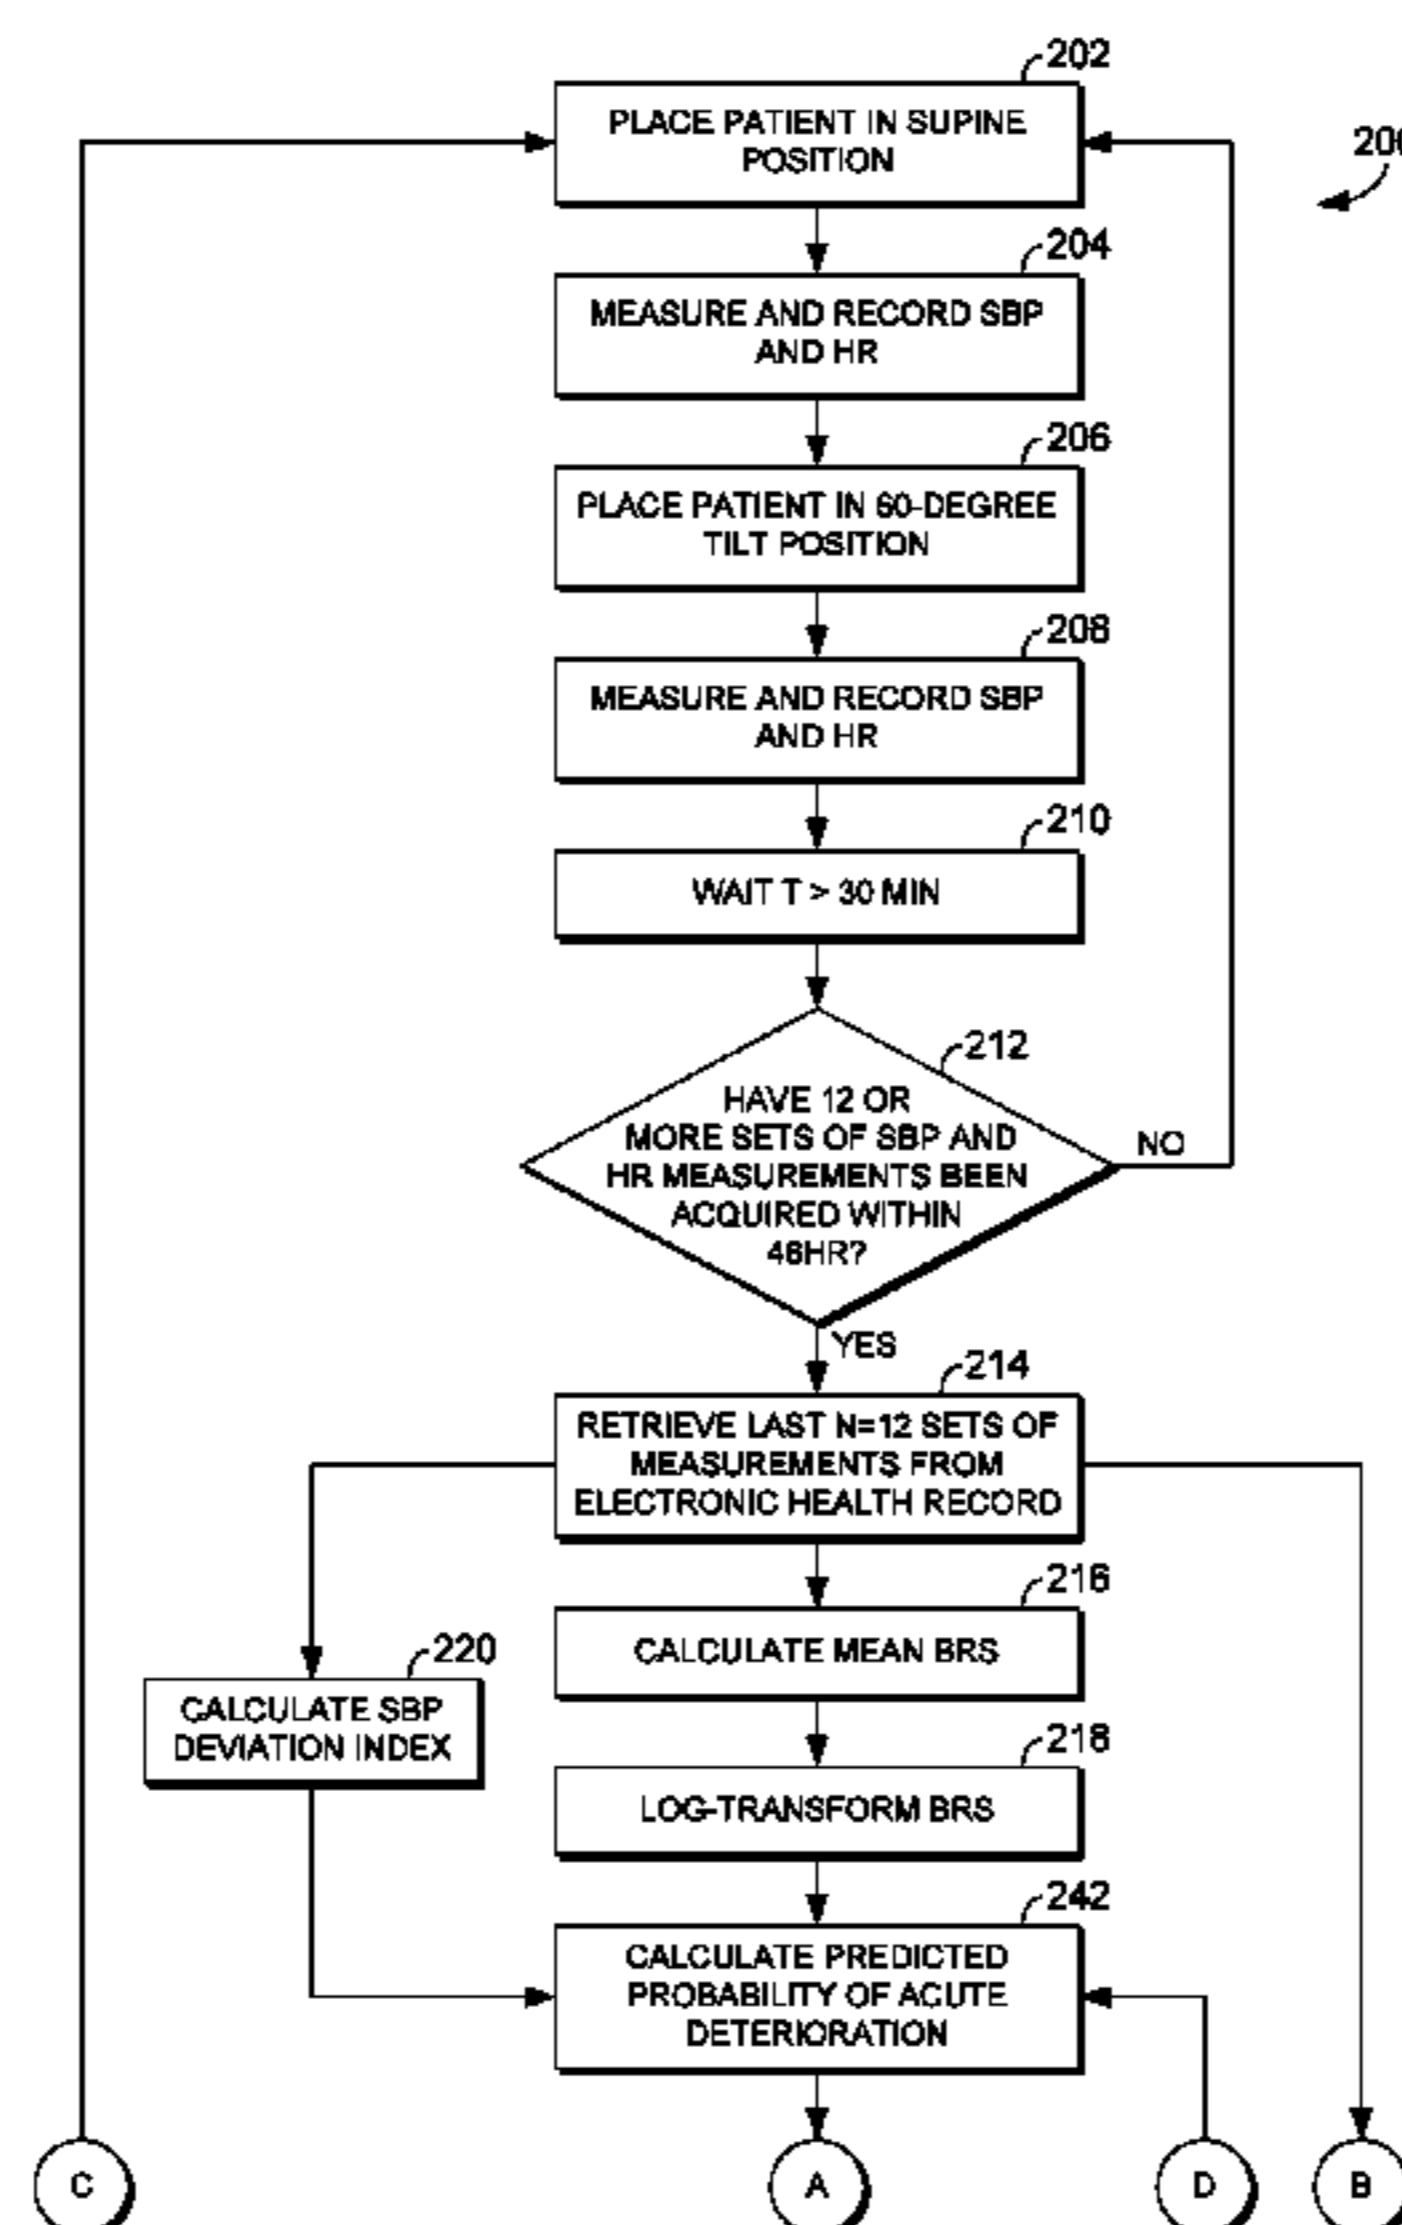 202
PLACE PATIENT IN SUPINE
POSITION
204
MEASURE AND RECORD SBP
AND HR
206
PLACE PATIENT IN 60-DEGREE
TILT POSITION
208
MEASURE AND RECORD SBP
AND HR
210
WAIT T > 30 MIN
212
HAVE 12 OR
MORE SETS OF SBP AND
HR MEASUREMENTS BEEN
ACQUIRED WITHIN
48HR?
NO
YES
214
RETRIEVE LAST N=12 SETS OF
MEASUREMENTS FROM
ELECTRONIC HEALTH RECORD
216
CALCULATE MEAN BRS
220
CALCULATE SBP
DEVIATION INDEX
218
LOG-TRANSFORM BRS
242
CALCULATE PREDICTED
PROBABILITY OF ACUTE
DETERIORATION
C
A
D
B